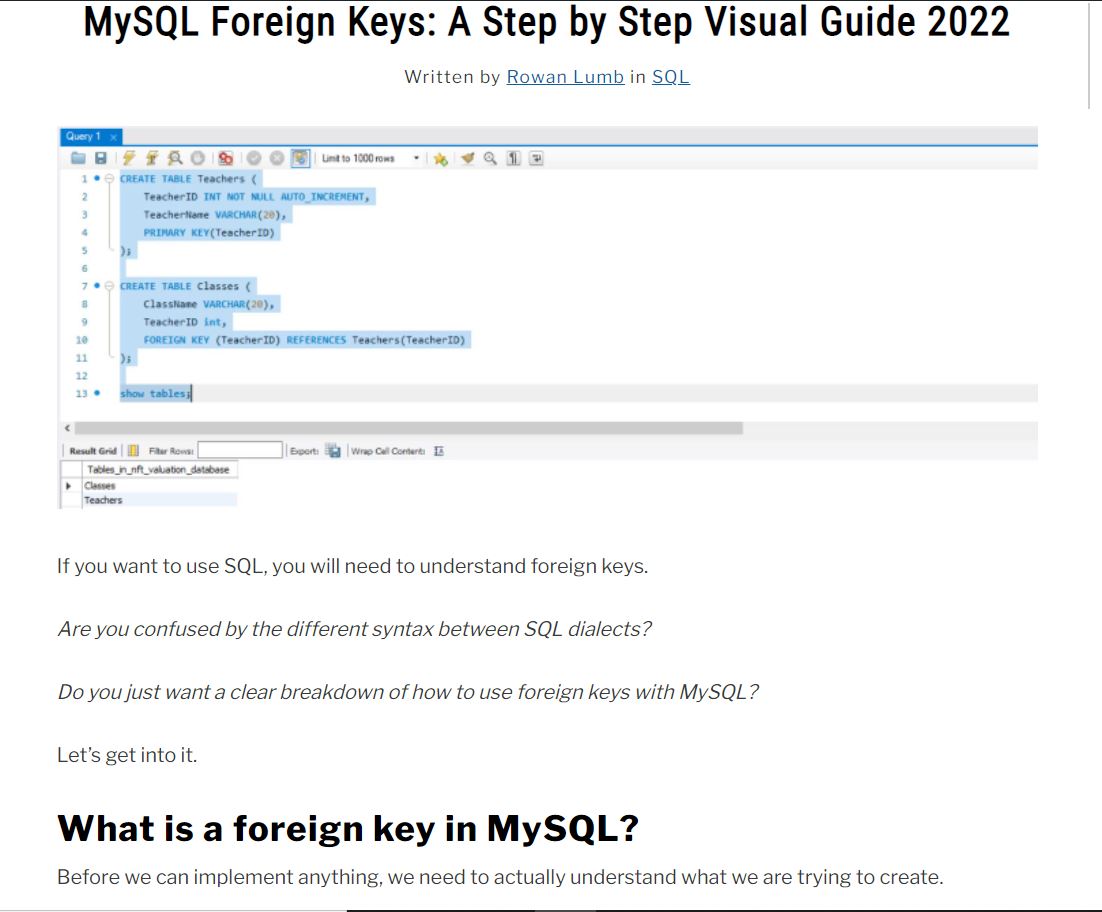 MySQL Foreign Keys: A Step by Step Visual Guide 2022
Written by Rowan Lumb in SQL
Query 1 ×
Limit to 1000 rows
1 CREATE TABLE Teachers (
2 TeacherID INT NOT NULL AUTO_INCREMENT,
3 TeacherName VARCHAR(20),
4 PRIMARY KEY(TeacherID)
5 );
6
7 CREATE TABLE Classes (
8 ClassName VARCHAR(20),
9 TeacherID int,
10 FOREIGN KEY (TeacherID) REFERENCES Teachers(TeacherID)
11 );
12
13 show tables;
Result Grid Filter Rows: Export: Wrap Cell Content:
Tables_in_nft_valuation_database
Classes
Teachers
If you want to use SQL, you will need to understand foreign keys.
Are you confused by the different syntax between SQL dialects?
Do you just want a clear breakdown of how to use foreign keys with MySQL?
Let's get into it.
What is a foreign key in MySQL?
Before we can implement anything, we need to actually understand what we are trying to create.